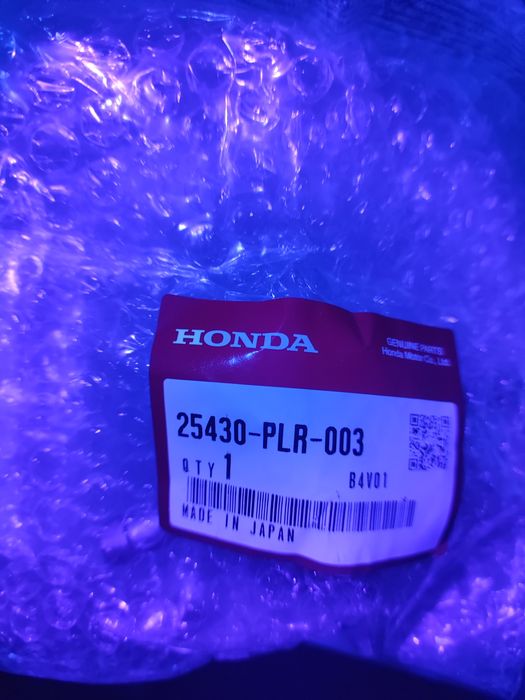 HONDA
GENUINE PARTS
Honda Motor Co., Ltd.
25430-PLR-003
QTY 1
B4V01
MADE IN JAPAN